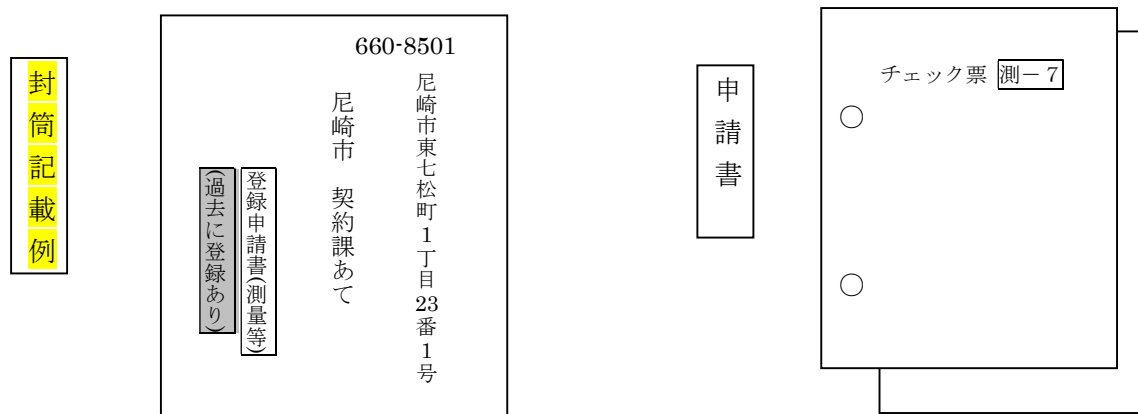 封筒記載例
660-8501
尼崎市東七松町1丁目23番1号
尼崎市　契約課あて
登録申請書(測量等)
(過去に登録あり)
申請書
チェック票 測－7